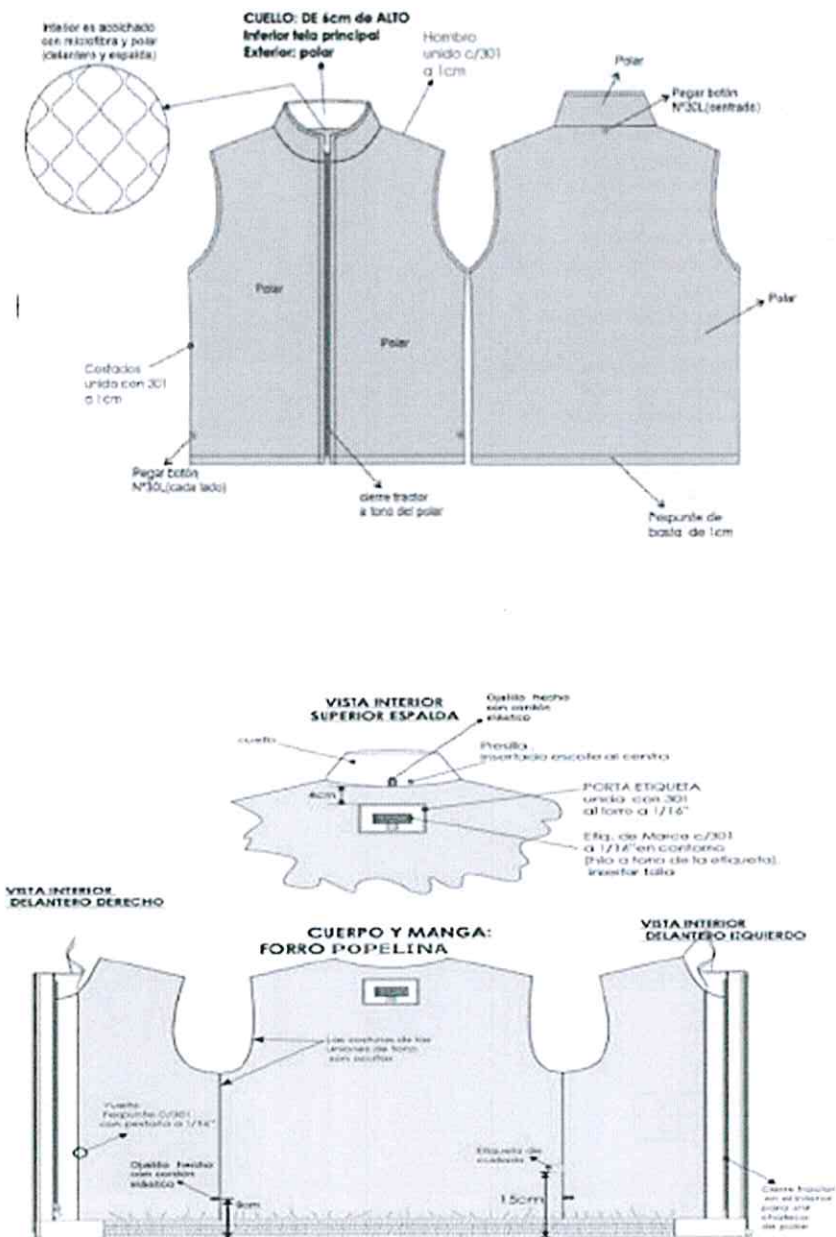 Interior es acolchado
con microfibra y polar
(delantera y espalda)
CUELLO: DE 6cm de ALTO
Inferior tela principal
Exterior: polar
Hombro
unido c/301
a 1cm
Polar
Pegar botón
N°30L(centrado)
Polar
Polar
Polar
Costados
unido con 301
a 1cm
Pegar botón
N°30L(cada lado)
cierre tractor
a tono del polar
Pespunte de
basta de 1cm
VISTA INTERIOR
SUPERIOR ESPALDA
Ojalillo hecho
con cordón
elástico
cuello
Presilla
insertada escote al centro
6cm
PORTA ETIQUETA
unida con 301
al forro a 1/16"
Etiq. de Marca c/301
a 1/16" en contorno
(hilo a tono de la etiqueta).
insertar talla
VISTA INTERIOR
DELANTERO DERECHO
CUERPO Y MANGA:
FORRO POPELINA
VISTA INTERIOR
DELANTERO IZQUIERDO
Las costuras de las
uniones de forro
son ocultas
Vuelta
Pespunte c/301
con pestaña a 1/16"
Ojalillo hecho
con cordón
elástico
9cm
Etiqueta de
cuidado
15cm
Cierre tractor
en el interior
para unir
chaleco
de polar